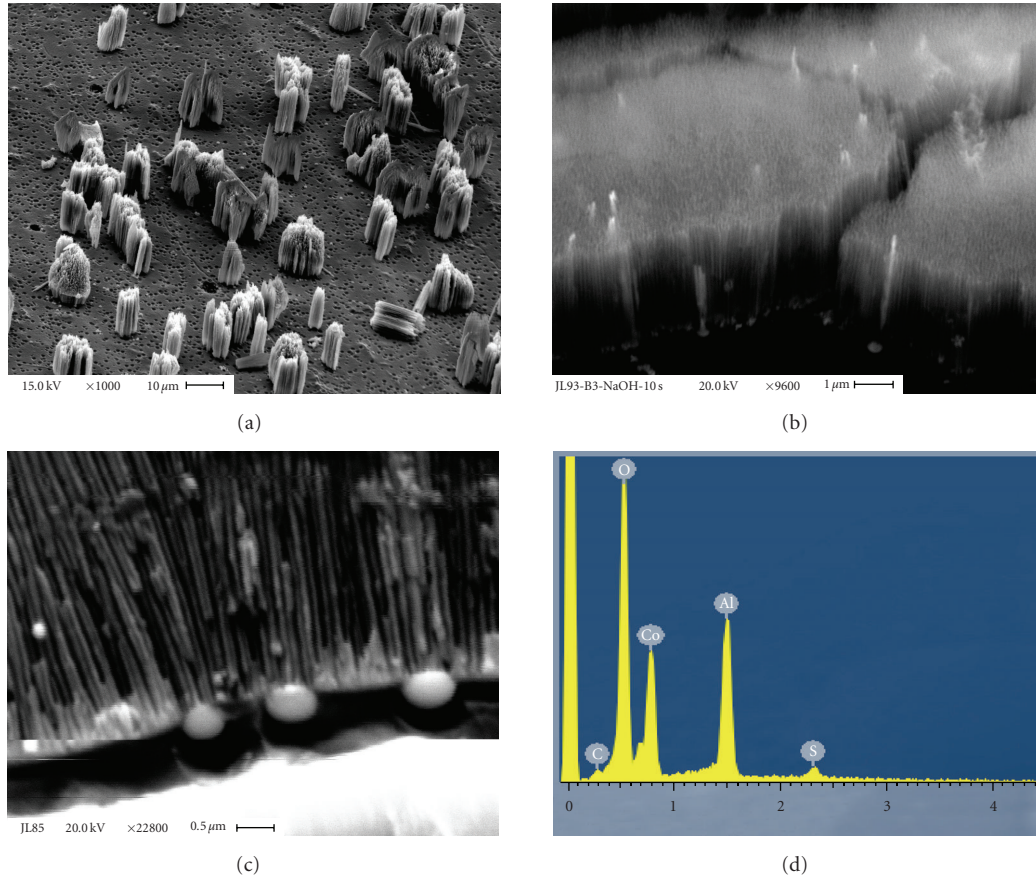 15.0 kV ×1000 10 μm
(a)
JL93-B3-NaOH-10 s 20.0 kV ×9600 1 μm
(b)
JL85 20.0 kV ×22800 0.5 μm
(c)
O
Al
Co
C
S
0 1 2 3 4
(d)